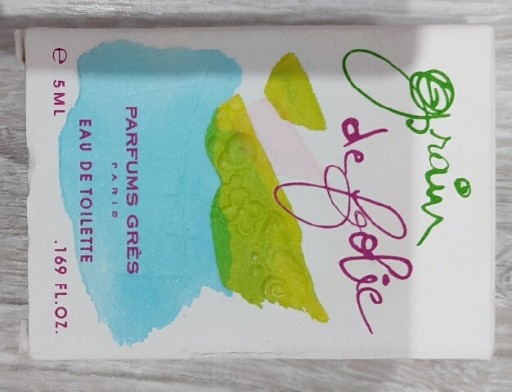 Grain
de folie
PARFUMS GRÈS
PARIS
EAU DE TOILETTE
e 5ML .169 FL.OZ.